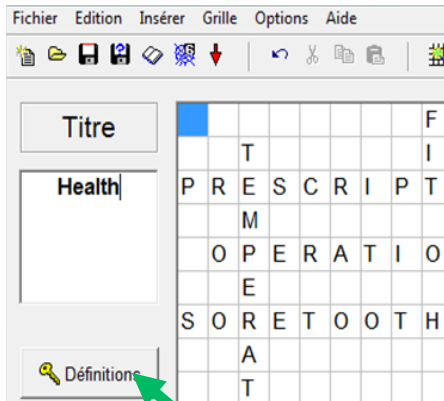 Fichier Edition Insérer Grille Options Aide
Titre
Health
Définitions
F
T I
P R E S C R I P T
M
O P E R A T I O
E
S O R E T O O T H
A
T